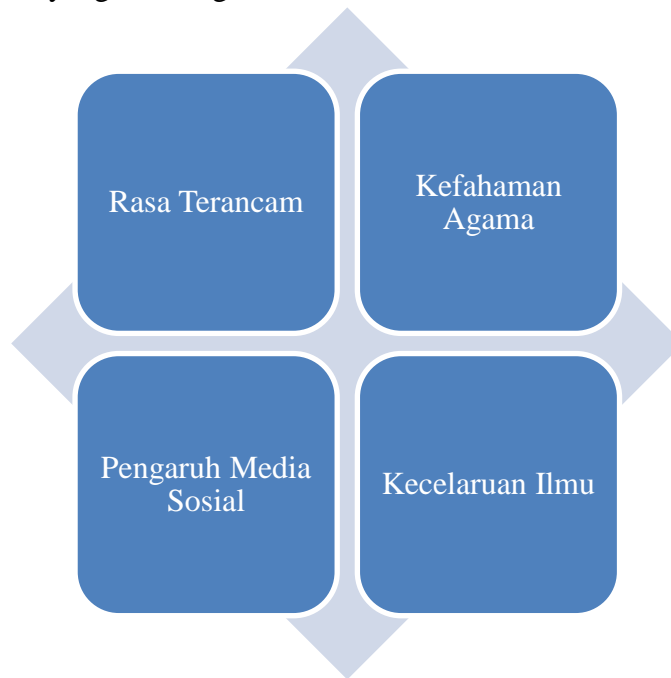 Rasa Terancam
Kefahaman
Agama
Pengaruh Media
Sosial
Kecelaruan Ilmu